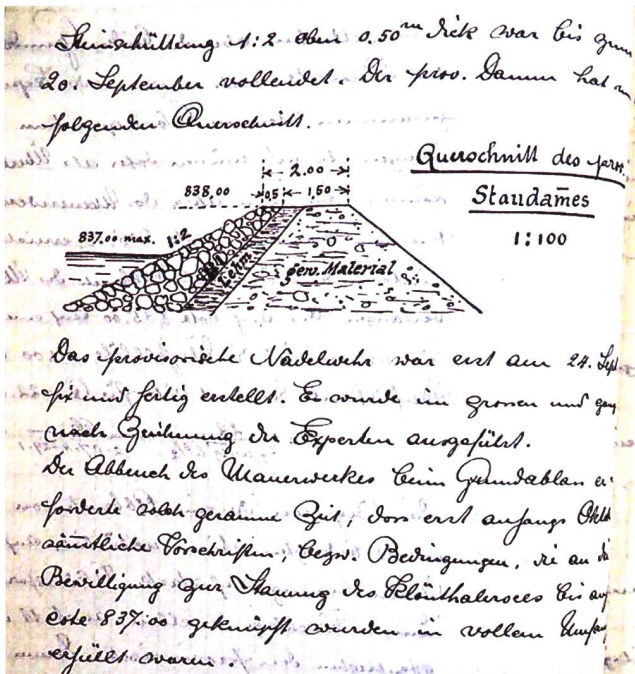 Steinschüttung 1:2 oben 0.50 m dick war bis zum
20. September vollendet. Der prov. Damm hat
folgenden Querschnitt.
Querschnitt des prov.
Staudam̄es
1:100
2.00
838,00 0,5 1,50
837.00 max. 1:2
Lehm
gew. Material
Das provisorische Nadelwehr war erst am 24. Sept
fix und fertig erstellt. Es wurde im grossen und ganz
nach Zeichnung der Experten ausgeführt.
Der Abbruch des Mauerwerkes beim Grundablass er-
forderte solch geraume Zeit, dass erst anfangs Okt
sämtliche Vorschriften, bezw. Bedingungen, die an die
Bewilligung zur Stauung des Klönthalersees bis auf
cote 837.00 geknüpft wurden in vollem Umfan
erfüllt waren.